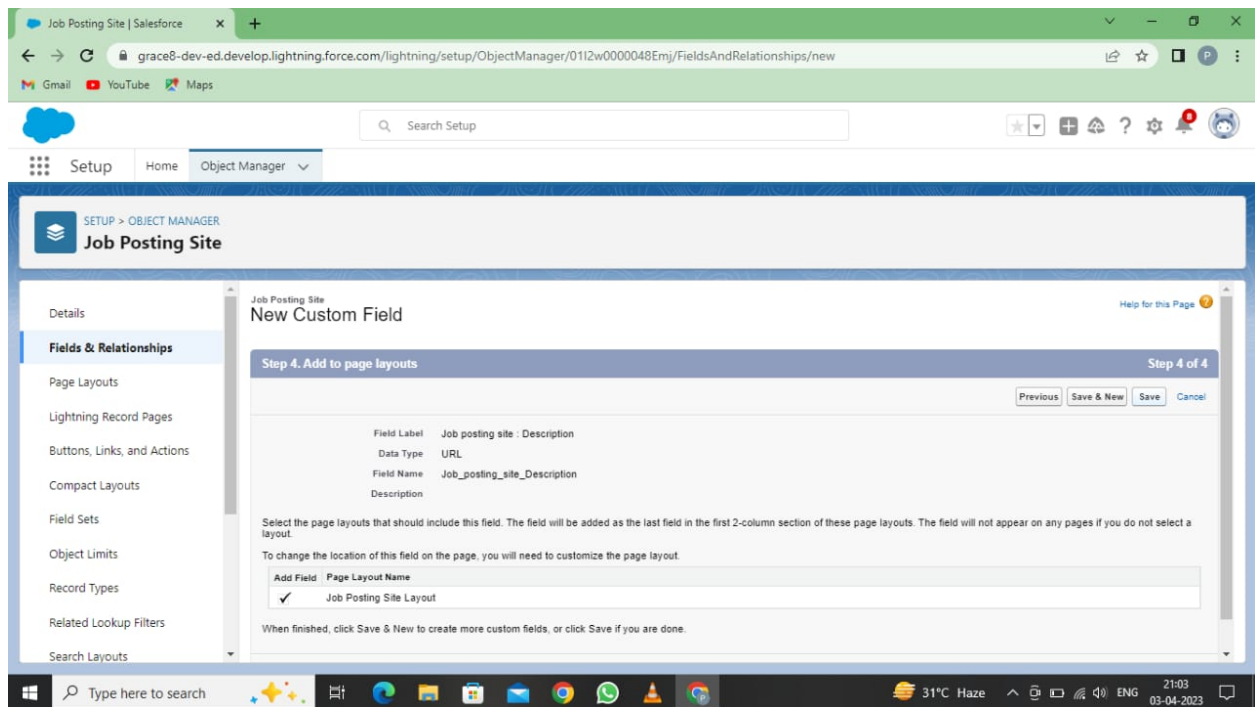 Job Posting Site | Salesforce
grace8-dev-ed.develop.lightning.force.com/lightning/setup/ObjectManager/01I2w0000048Emj/FieldsAndRelationships/new
P
Gmail YouTube Maps
Search Setup
Setup Home Object Manager
SETUP > OBJECT MANAGER
Job Posting Site
Details
Fields & Relationships
Page Layouts
Lightning Record Pages
Buttons, Links, and Actions
Compact Layouts
Field Sets
Object Limits
Record Types
Related Lookup Filters
Search Layouts
Job Posting Site
New Custom Field
Help for this Page
Step 4. Add to page layouts Step 4 of 4
Previous Save & New Save Cancel
Field Label Job posting site : Description
Data Type URL
Field Name Job_posting_site_Description
Description
Select the page layouts that should include this field. The field will be added as the last field in the first 2-column section of these page layouts. The field will not appear on any pages if you do not select a
layout.
To change the location of this field on the page, you will need to customize the page layout.
Add Field Page Layout Name
Job Posting Site Layout
When finished, click Save & New to create more custom fields, or click Save if you are done.
Type here to search
31°C Haze
ENG
21:03
03-04-2023